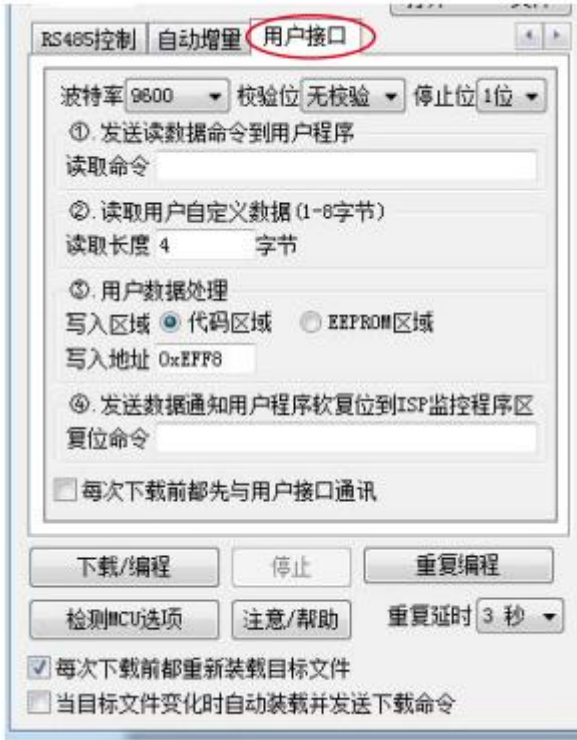 RS485控制 自动增量 用户接口
波特率 9600 校验位 无校验 停止位 1位
①.发送读数据命令到用户程序
读取命令
②.读取用户自定义数据(1-8字节)
读取长度 4 字节
③.用户数据处理
写入区域 代码区域 EEPROM区域
写入地址 0xEFF8
④.发送数据通知用户程序软复位到ISP监控程序区
复位命令
每次下载前都先与用户接口通讯
下载/编程 停止 重复编程
检测MCU选项 注意/帮助 重复延时 3 秒
每次下载前都重新装载目标文件
当目标文件变化时自动装载并发送下载命令